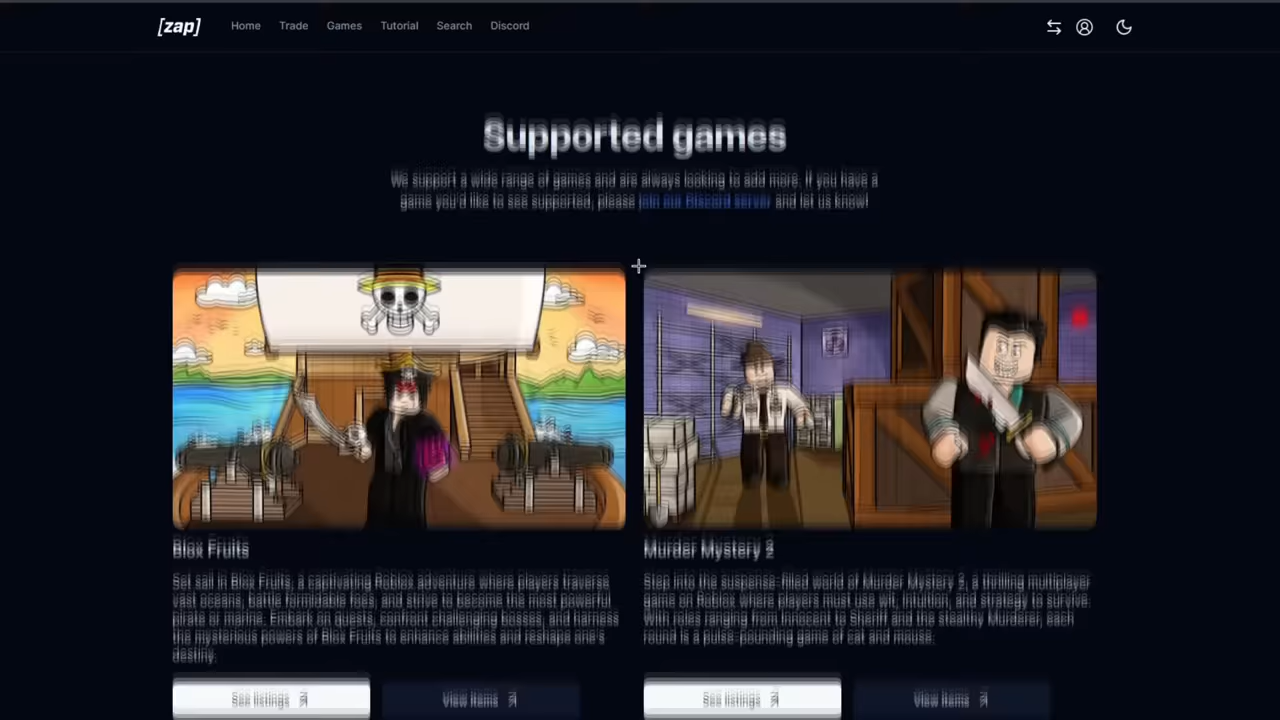 [zap] Home Trade Games Tutorial Search Discord
Supported games
We support a wide range of games and are always looking to add more. If you have a
game you'd like to see supported, please join our Discord server and let us know!
Blox Fruits
Set sail in Blox Fruits, a captivating Roblox adventure where players traverse
vast oceans, battle formidable foes, and strive to become the most powerful
pirate or marine. Embark on quests, confront challenging bosses, and harness
the mysterious powers of Blox Fruits to enhance abilities and reshape one's
destiny.
See listings
View items
Murder Mystery 2
Step into the suspense-filled world of Murder Mystery 2, a thrilling multiplayer
game on Roblox where players must use wit, intuition, and strategy to survive.
With roles ranging from Innocent to Sheriff and the stealthy Murderer, each
round is a pulse-pounding game of cat and mouse.
See listings
View items